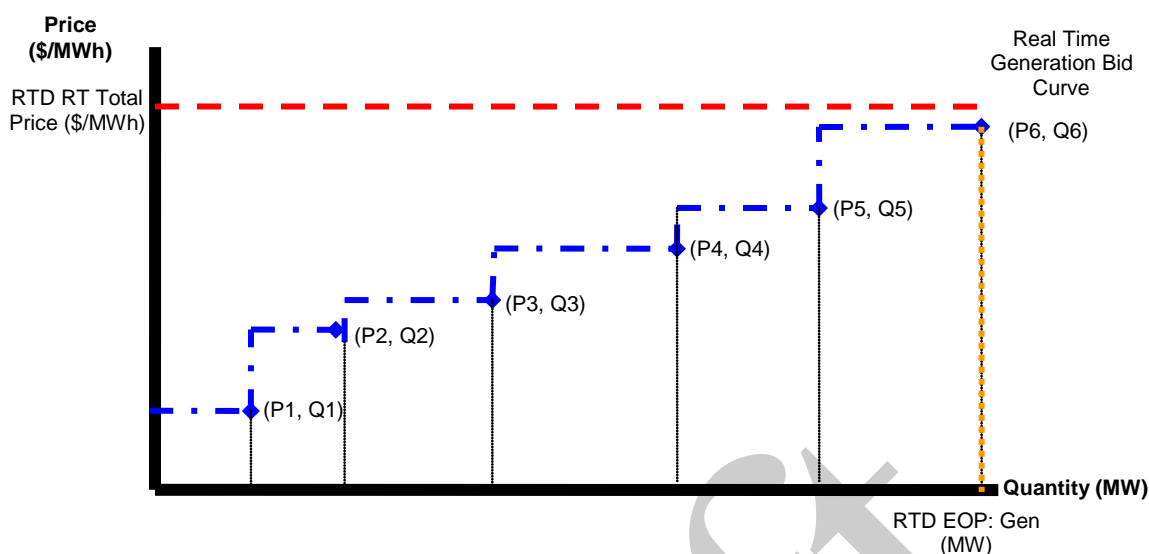 Price
($/MWh)
Real Time
Generation Bid
Curve
RTD RT Total
Price ($/MWh)
(P6, Q6)
(P5, Q5)
(P4, Q4)
(P3, Q3)
(P2, Q2)
(P1, Q1)
Quantity (MW)
RTD EOP: Gen
(MW)